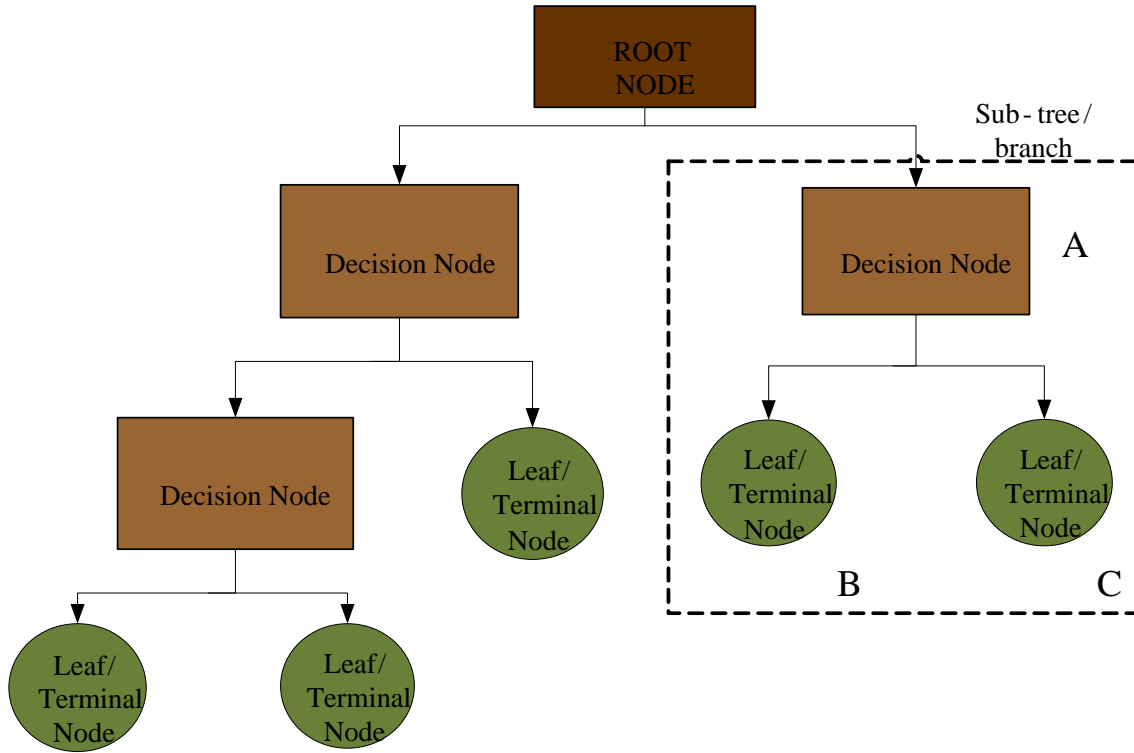 ROOT
NODE
Sub-tree/
branch
Decision Node
Decision Node
A
Decision Node
Leaf/
Terminal
Node
Leaf/
Terminal
Node
Leaf/
Terminal
Node
B
C
Leaf/
Terminal
Node
Leaf/
Terminal
Node